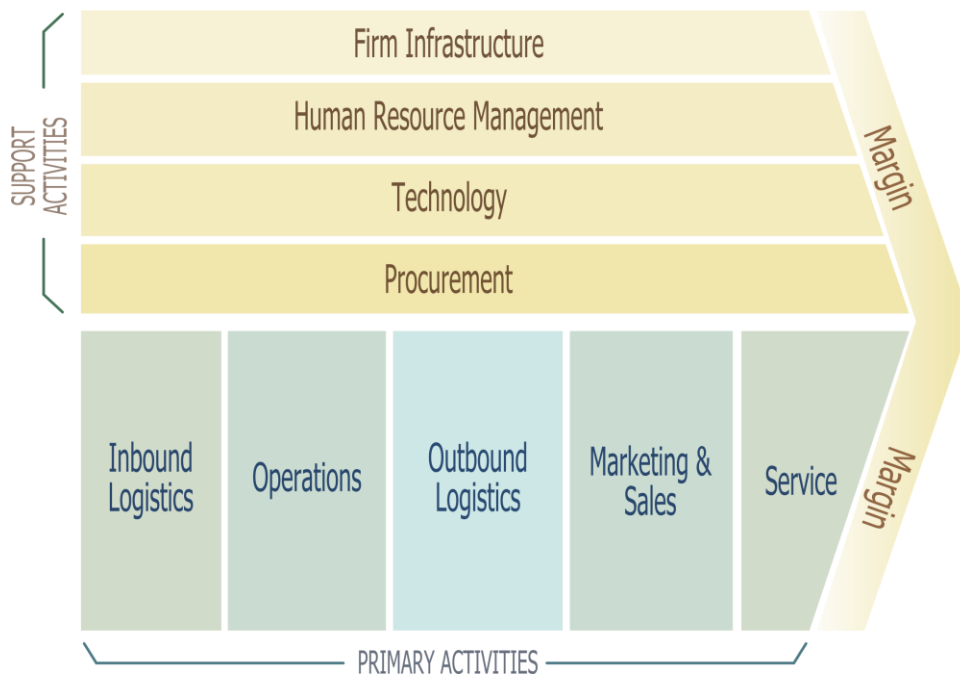 Firm Infrastructure
Human Resource Management
Technology
Procurement
SUPPORT
ACTIVITIES
Margin
Inbound
Logistics
Operations
Outbound
Logistics
Marketing &
Sales
Service
Margin
PRIMARY ACTIVITIES